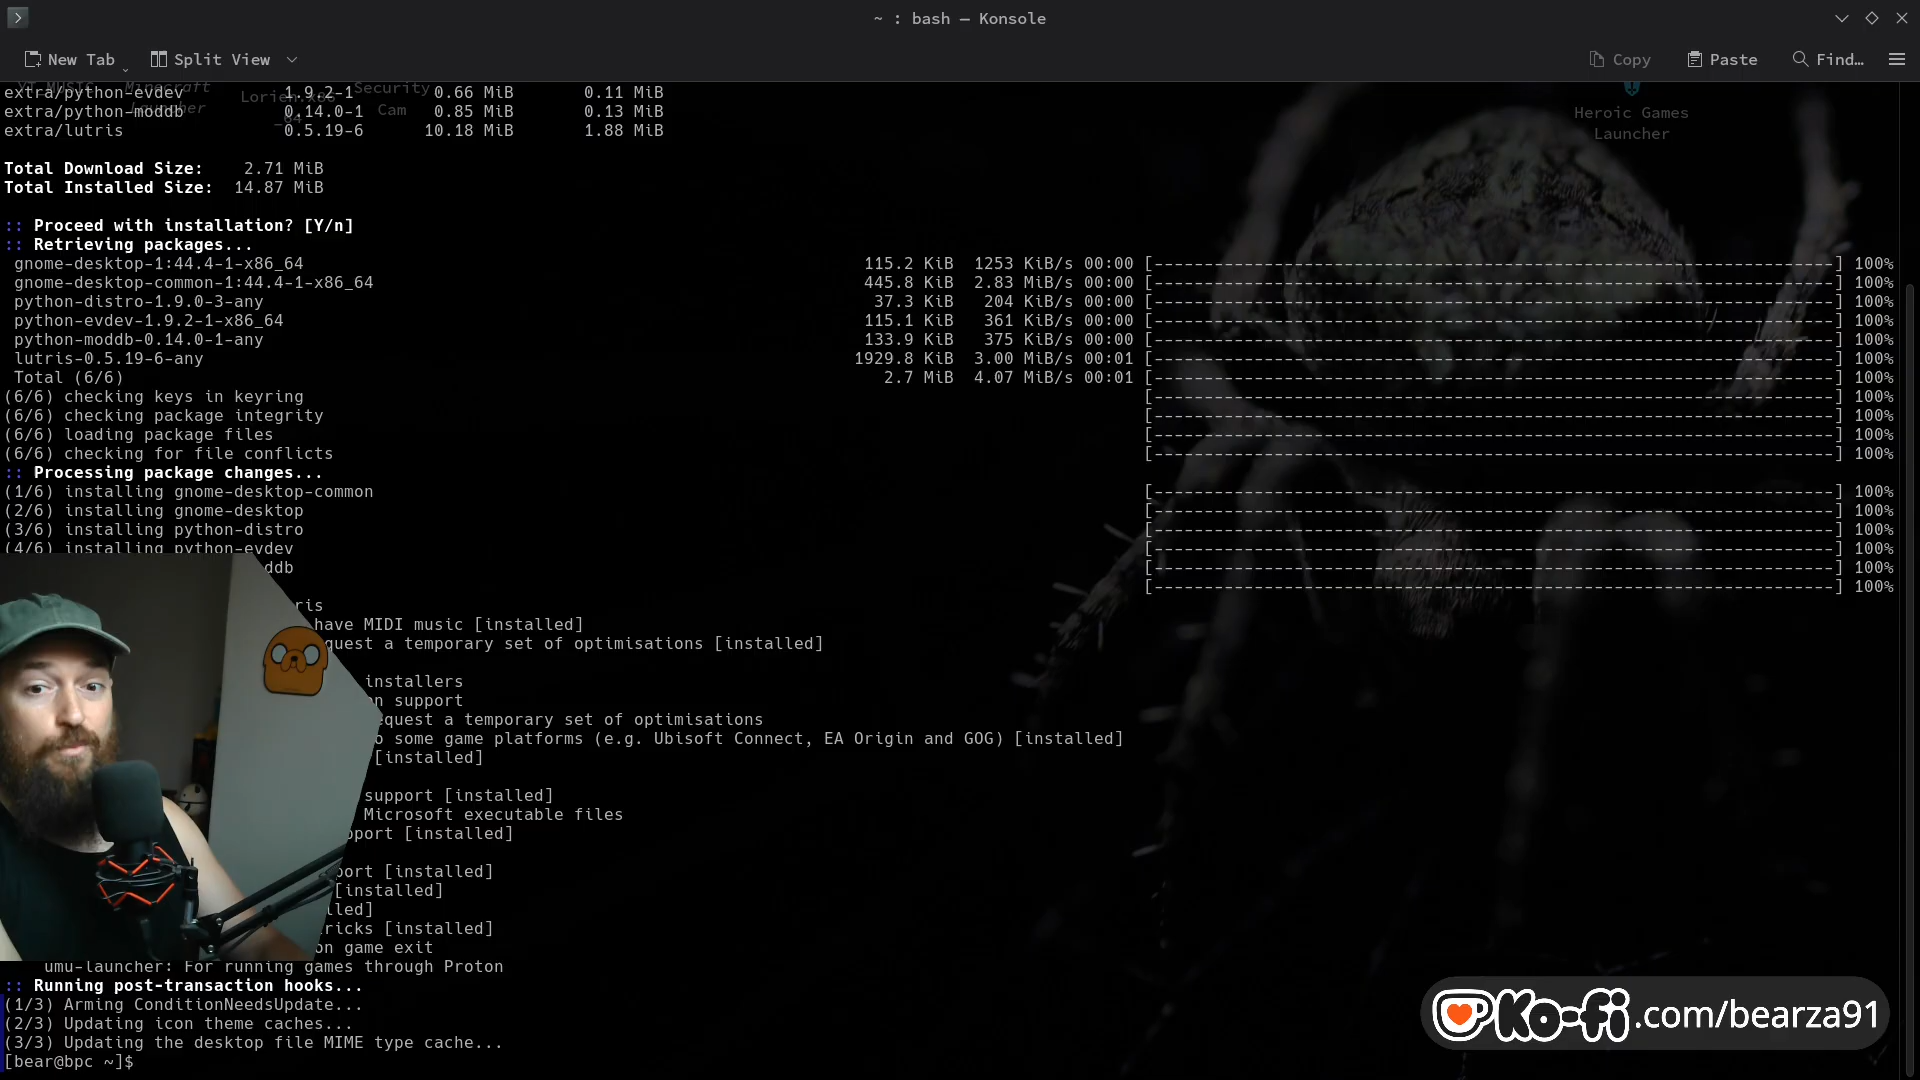 ~ : bash — Konsole
New Tab
Split View
Copy
Paste
Find...
YT MUSIC
Minecraft Launcher
Lorien.x86_64
Security Cam
Heroic Games Launcher
extra/python-evdev 1.9.2-1 0.66 MiB 0.11 MiB
extra/python-moddb 0.14.0-1 0.85 MiB 0.13 MiB
extra/lutris 0.5.19-6 10.18 MiB 1.88 MiB
Total Download Size: 2.71 MiB
Total Installed Size: 14.87 MiB
:: Proceed with installation? [Y/n]
:: Retrieving packages...
gnome-desktop-1:44.4-1-x86_64 115.2 KiB 1253 KiB/s 00:00 [--------------------------------------------------------------------] 100%
gnome-desktop-common-1:44.4-1-x86_64 445.8 KiB 2.83 MiB/s 00:00 [--------------------------------------------------------------------] 100%
python-distro-1.9.0-3-any 37.3 KiB 204 KiB/s 00:00 [--------------------------------------------------------------------] 100%
python-evdev-1.9.2-1-x86_64 115.1 KiB 361 KiB/s 00:00 [--------------------------------------------------------------------] 100%
python-moddb-0.14.0-1-any 133.9 KiB 375 KiB/s 00:00 [--------------------------------------------------------------------] 100%
lutris-0.5.19-6-any 1929.8 KiB 3.00 MiB/s 00:01 [--------------------------------------------------------------------] 100%
Total (6/6) 2.7 MiB 4.07 MiB/s 00:01 [--------------------------------------------------------------------] 100%
(6/6) checking keys in keyring [--------------------------------------------------------------------] 100%
(6/6) checking package integrity [--------------------------------------------------------------------] 100%
(6/6) loading package files [--------------------------------------------------------------------] 100%
(6/6) checking for file conflicts [--------------------------------------------------------------------] 100%
:: Processing package changes...
(1/6) installing gnome-desktop-common [--------------------------------------------------------------------] 100%
(2/6) installing gnome-desktop [--------------------------------------------------------------------] 100%
(3/6) installing python-distro [--------------------------------------------------------------------] 100%
(4/6) installing python-evdev [--------------------------------------------------------------------] 100%
ddb [--------------------------------------------------------------------] 100%
[--------------------------------------------------------------------] 100%
ris
have MIDI music [installed]
quest a temporary set of optimisations [installed]
installers
n support
equest a temporary set of optimisations
o some game platforms (e.g. Ubisoft Connect, EA Origin and GOG) [installed]
[installed]
support [installed]
Microsoft executable files
pport [installed]
port [installed]
[installed]
lled]
ricks [installed]
on game exit
umu-launcher: For running games through Proton
:: Running post-transaction hooks...
(1/3) Arming ConditionNeedsUpdate...
(2/3) Updating icon theme caches...
(3/3) Updating the desktop file MIME type cache...
[bear@bpc ~]$
Ko-fi.com/bearza91